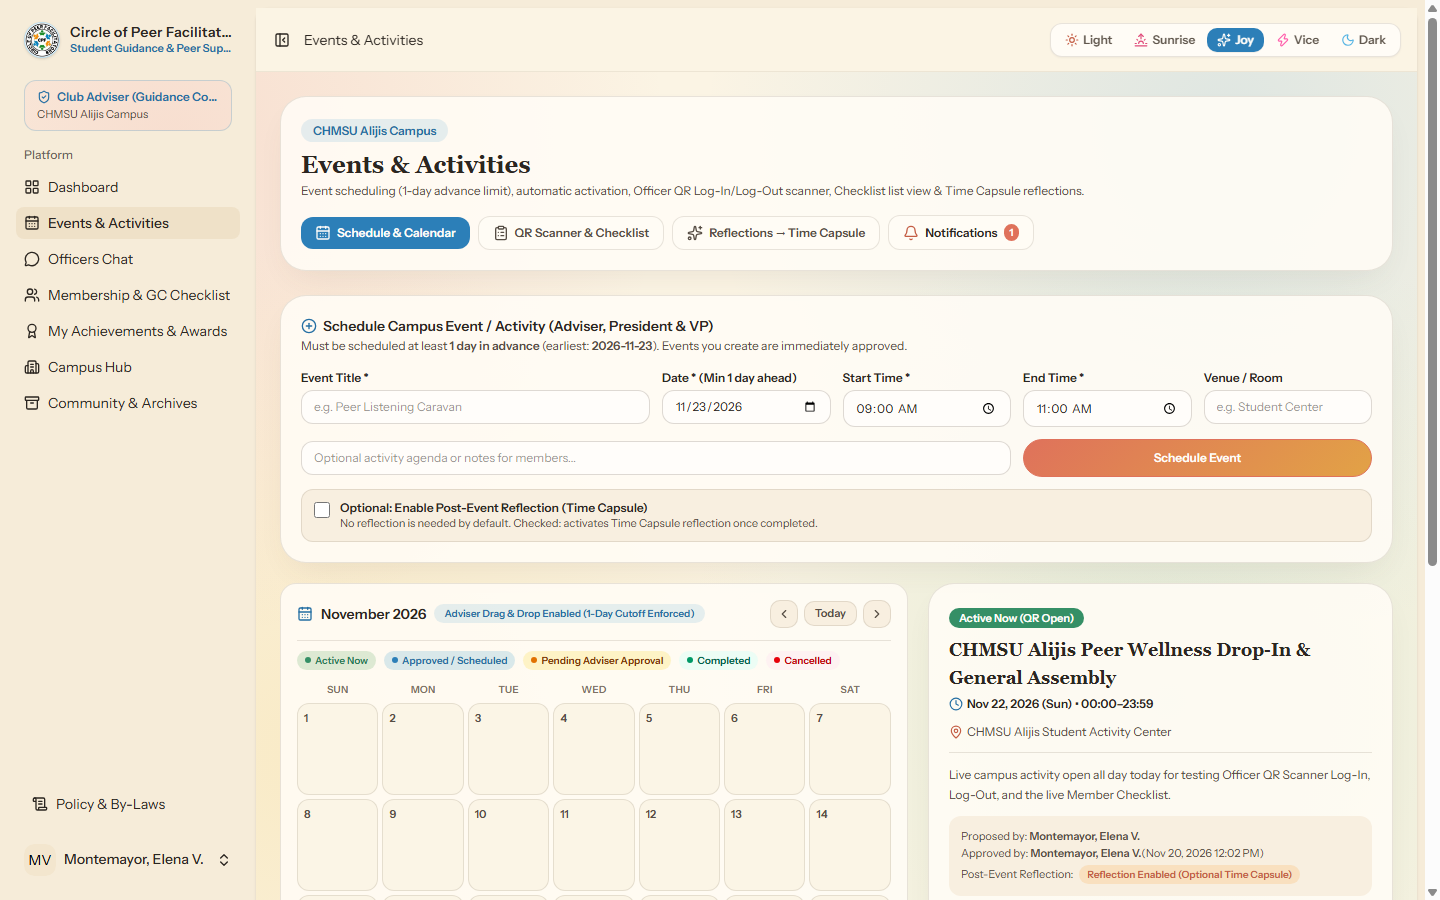 Circle of Peer Facilitat...
Student Guidance & Peer Sup...
Club Adviser (Guidance Co...
CHMSU Alijis Campus
Platform
Dashboard
Events & Activities
Officers Chat
Membership & GC Checklist
My Achievements & Awards
Campus Hub
Community & Archives
Policy & By-Laws
MV Montemayor, Elena V.
Events & Activities
Light Sunrise Joy Vice Dark
CHMSU Alijis Campus
Events & Activities
Event scheduling (1-day advance limit), automatic activation, Officer QR Log-In/Log-Out scanner, Checklist list view & Time Capsule reflections.
Schedule & Calendar QR Scanner & Checklist Reflections → Time Capsule Notifications 1
Schedule Campus Event / Activity (Adviser, President & VP)
Must be scheduled at least 1 day in advance (earliest: 2026-11-23). Events you create are immediately approved.
Event Title * Date * (Min 1 day ahead) Start Time * End Time * Venue / Room
e.g. Peer Listening Caravan 11/23/2026 09:00 AM 11:00 AM e.g. Student Center
Optional activity agenda or notes for members... Schedule Event
Optional: Enable Post-Event Reflection (Time Capsule)
No reflection is needed by default. Checked: activates Time Capsule reflection once completed.
November 2026 Adviser Drag & Drop Enabled (1-Day Cutoff Enforced) Today
Active Now Approved / Scheduled Pending Adviser Approval Completed Cancelled
SUN MON TUE WED THU FRI SAT
1 2 3 4 5 6 7
8 9 10 11 12 13 14
Active Now (QR Open)
CHMSU Alijis Peer Wellness Drop-In &
General Assembly
Nov 22, 2026 (Sun) • 00:00–23:59
CHMSU Alijis Student Activity Center
Live campus activity open all day today for testing Officer QR Scanner Log-In,
Log-Out, and the live Member Checklist.
Proposed by: Montemayor, Elena V.
Approved by: Montemayor, Elena V.(Nov 20, 2026 12:02 PM)
Post-Event Reflection: Reflection Enabled (Optional Time Capsule)